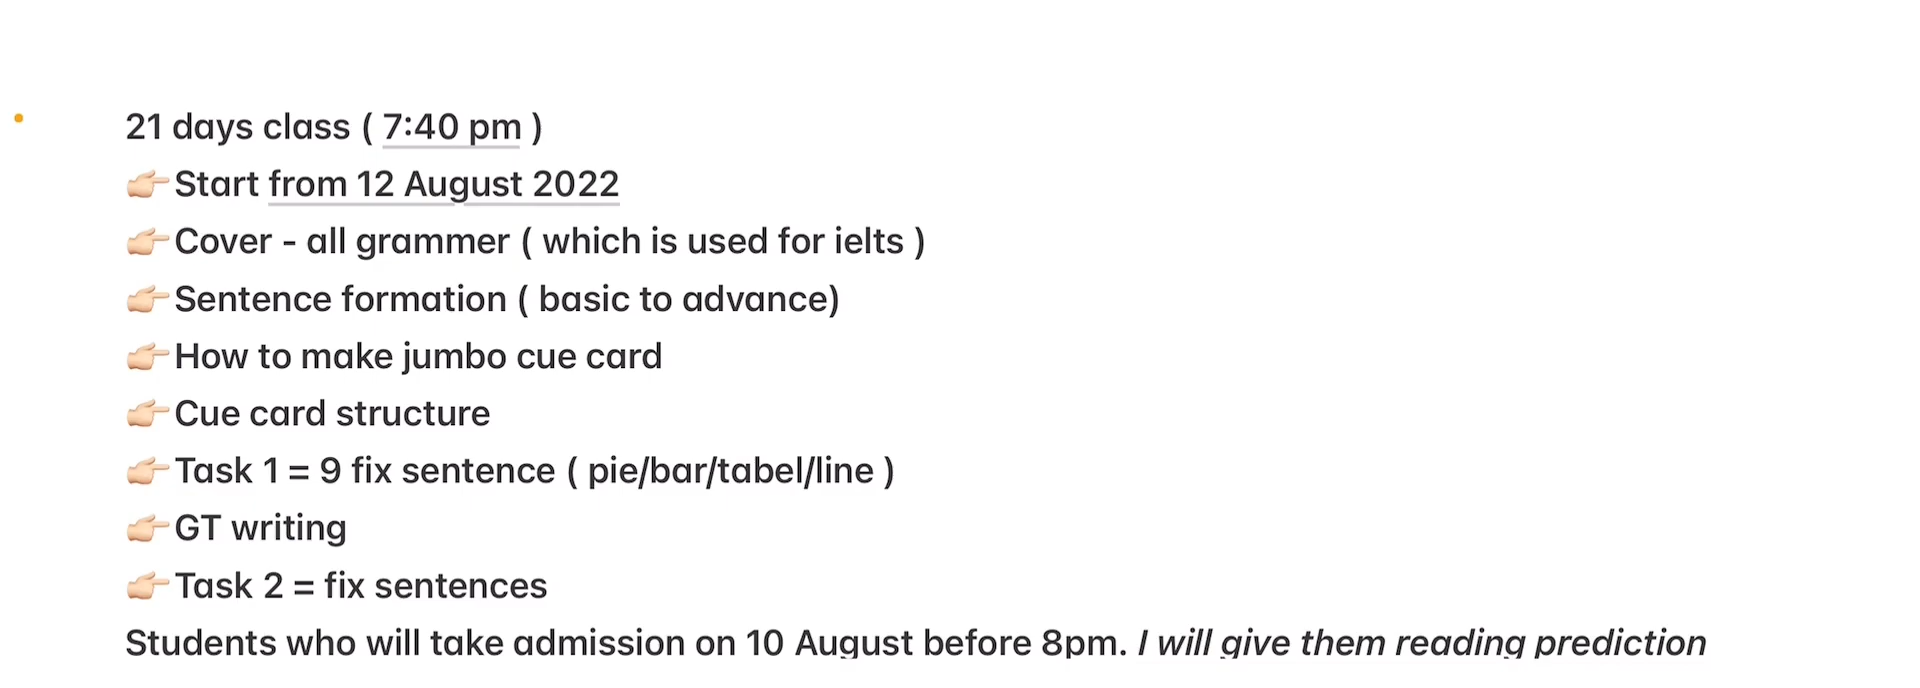 21 days class ( 7:40 pm )
👉🏻Start from 12 August 2022
👉🏻Cover - all grammer ( which is used for ielts )
👉🏻Sentence formation ( basic to advance)
👉🏻How to make jumbo cue card
👉🏻Cue card structure
👉🏻Task 1 = 9 fix sentence ( pie/bar/tabel/line )
👉🏻GT writing
👉🏻Task 2 = fix sentences
Students who will take admission on 10 August before 8pm. I will give them reading prediction